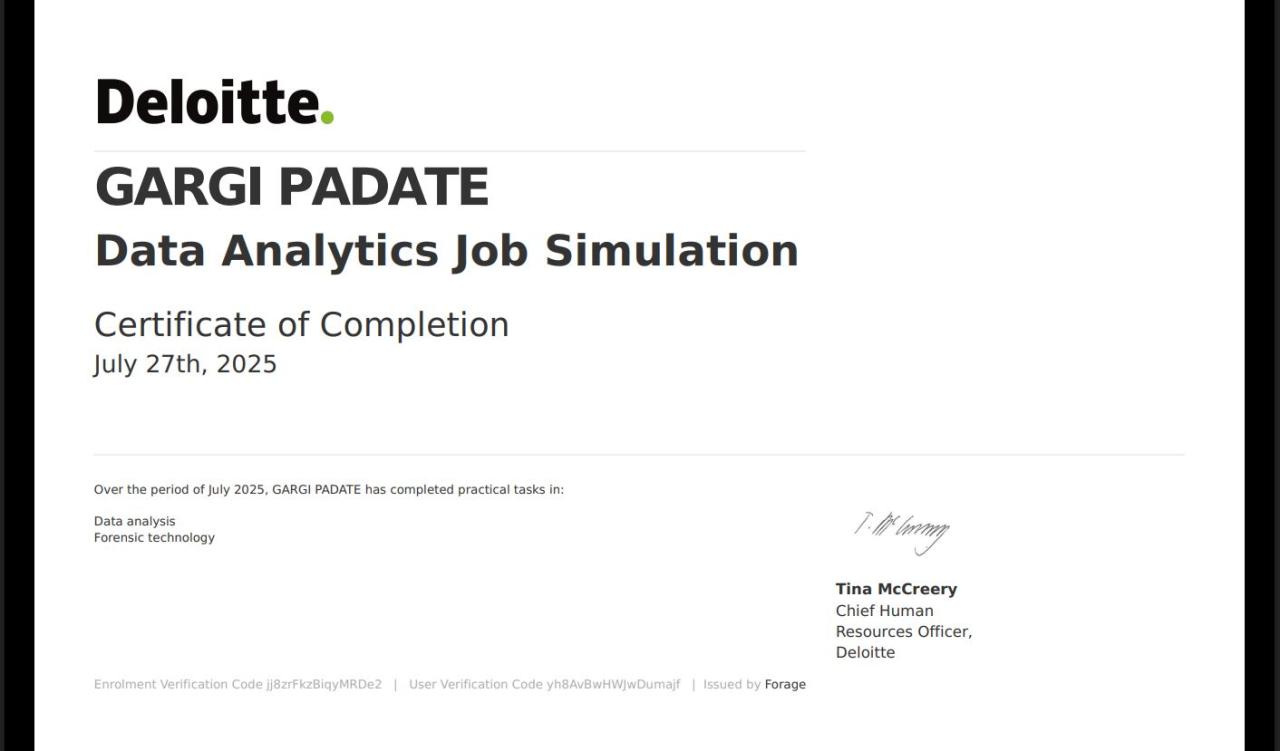 Deloitte.
GARGI PADATE
Data Analytics Job Simulation
Certificate of Completion
July 27th, 2025
Over the period of July 2025, GARGI PADATE has completed practical tasks in:
Data analysis
Forensic technology
T. McCreery
Tina McCreery
Chief Human
Resources Officer,
Deloitte
Enrolment Verification Code jj8zrFkzBiqyMRDe2 | User Verification Code yh8AvBwHWJwDumajf | Issued by Forage